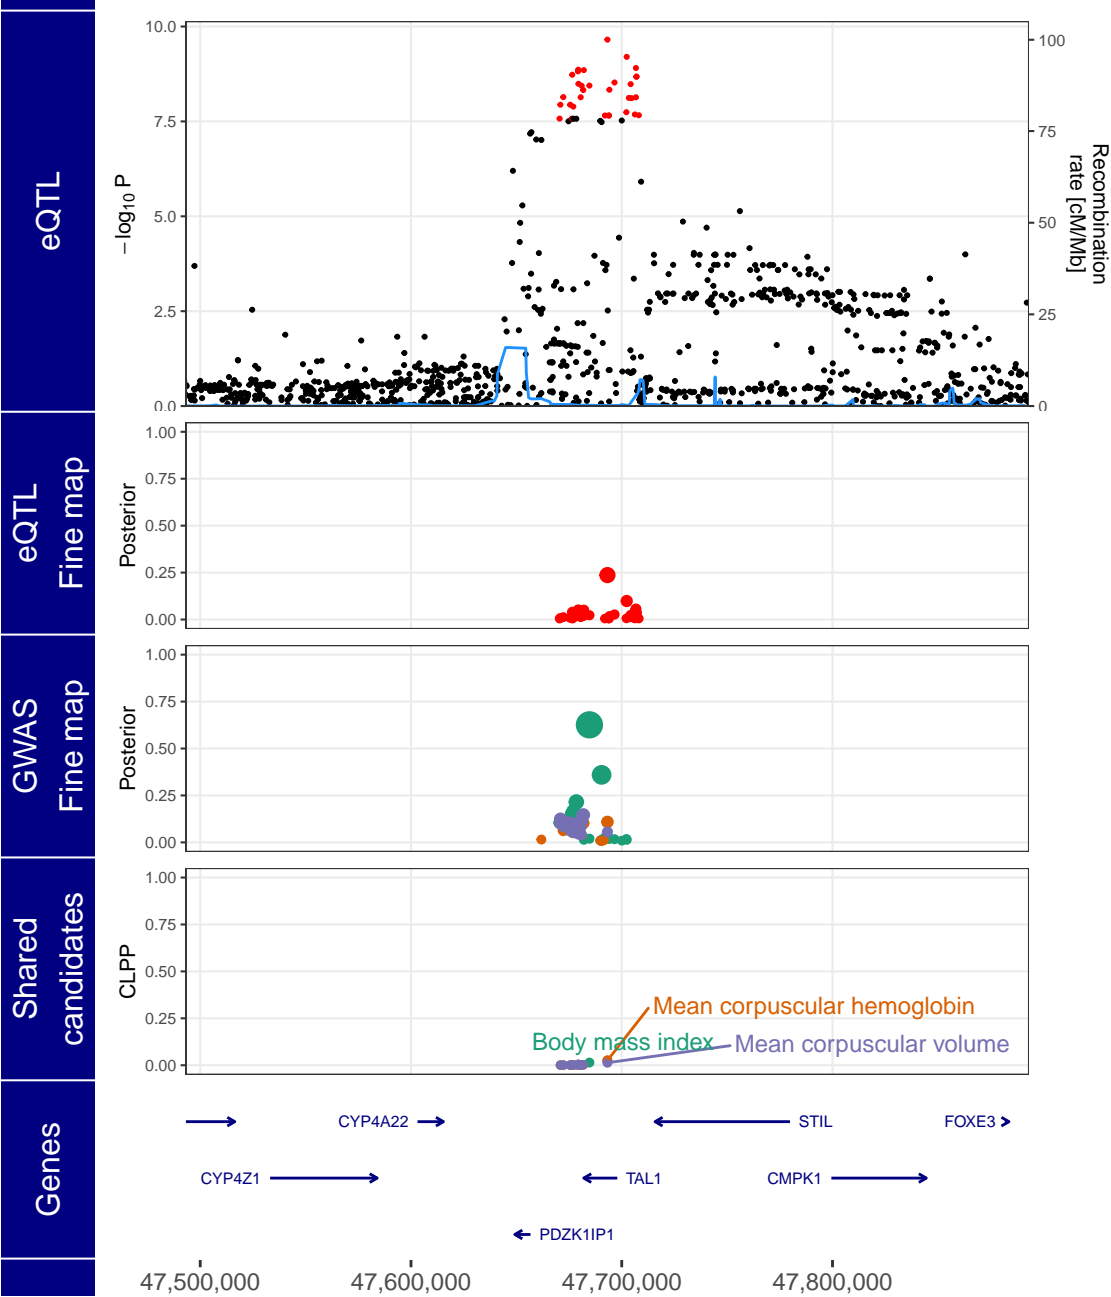 eQTL
−log10 P
10.0
7.5
5.0
2.5
0.0
100
75
50
25
0
Recombination
rate [cM/Mb]
eQTL
Fine map
Posterior
1.00
0.75
0.50
0.25
0.00
GWAS
Fine map
Posterior
1.00
0.75
0.50
0.25
0.00
Shared
candidates
CLPP
1.00
0.75
0.50
0.25
0.00
Mean corpuscular hemoglobin
Body mass index
Mean corpuscular volume
Genes
CYP4A22
STIL
FOXE3
CYP4Z1
TAL1
CMPK1
PDZK1IP1
47,500,000
47,600,000
47,700,000
47,800,000